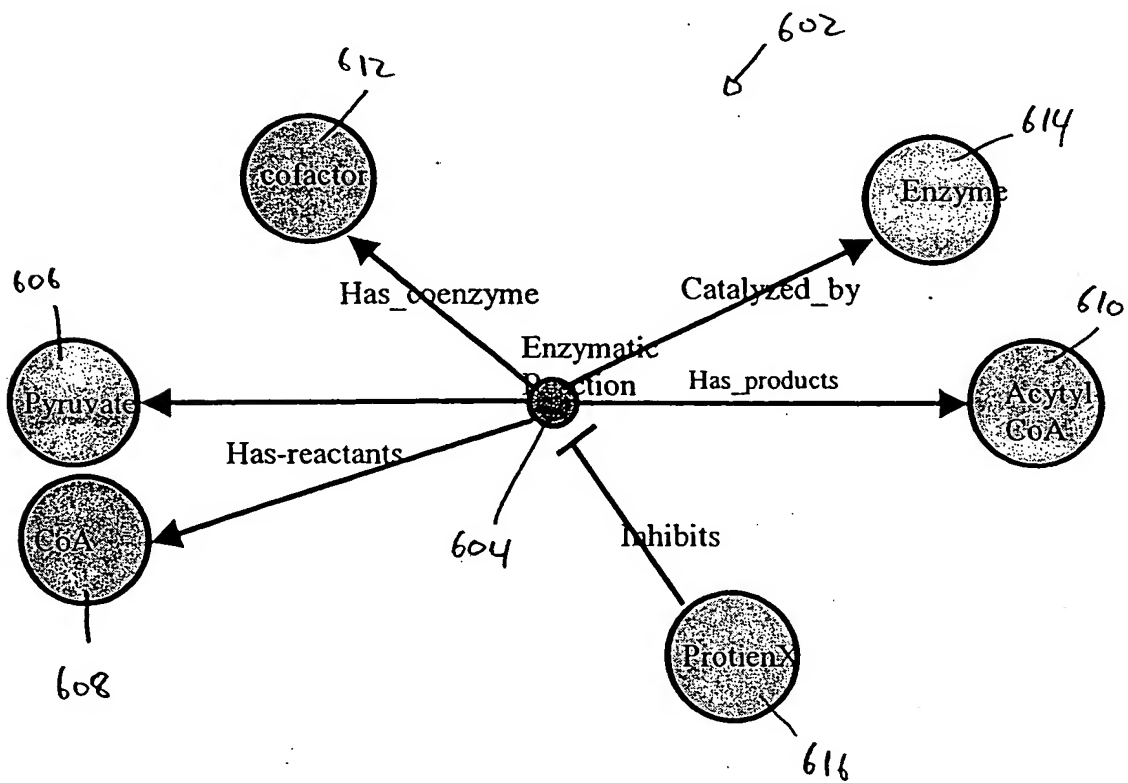 602
612
614
cofactor
Enzyme
606
Has_coenzyme
Catalyzed_by
610
Enzymatic
Reaction
Has_products
Pyruvate
Acytyl
CoA
Has-reactants
CoA
604
Inhibits
608
ProtienX
616